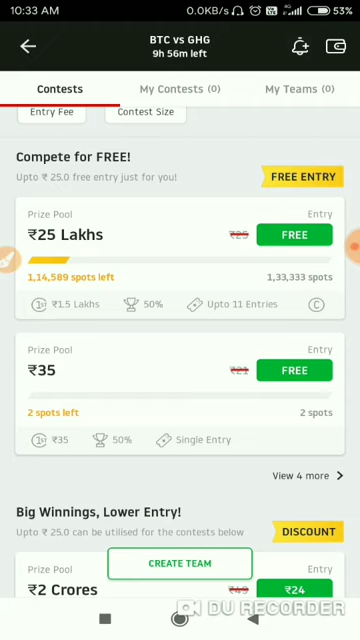 10:33 AM 0.0KB/s 4G 53%
BTC vs GHG
9h 56m left
Contests My Contests (0) My Teams (0)
Entry Fee Contest Size
Compete for FREE!
Upto ₹ 25.0 free entry just for you! FREE ENTRY
Prize Pool Entry
₹25 Lakhs ₹25 FREE
1,14,589 spots left 1,33,333 spots
1st ₹1.5 Lakhs 50% Upto 11 Entries C
Prize Pool Entry
₹35 ₹21 FREE
2 spots left 2 spots
1st ₹35 50% Single Entry
View 4 more
Big Winnings, Lower Entry!
Upto ₹ 25.0 can be utilised for the contests below DISCOUNT
Prize Pool Entry
CREATE TEAM
₹2 Crores ₹49 ₹24
DU RECORDER